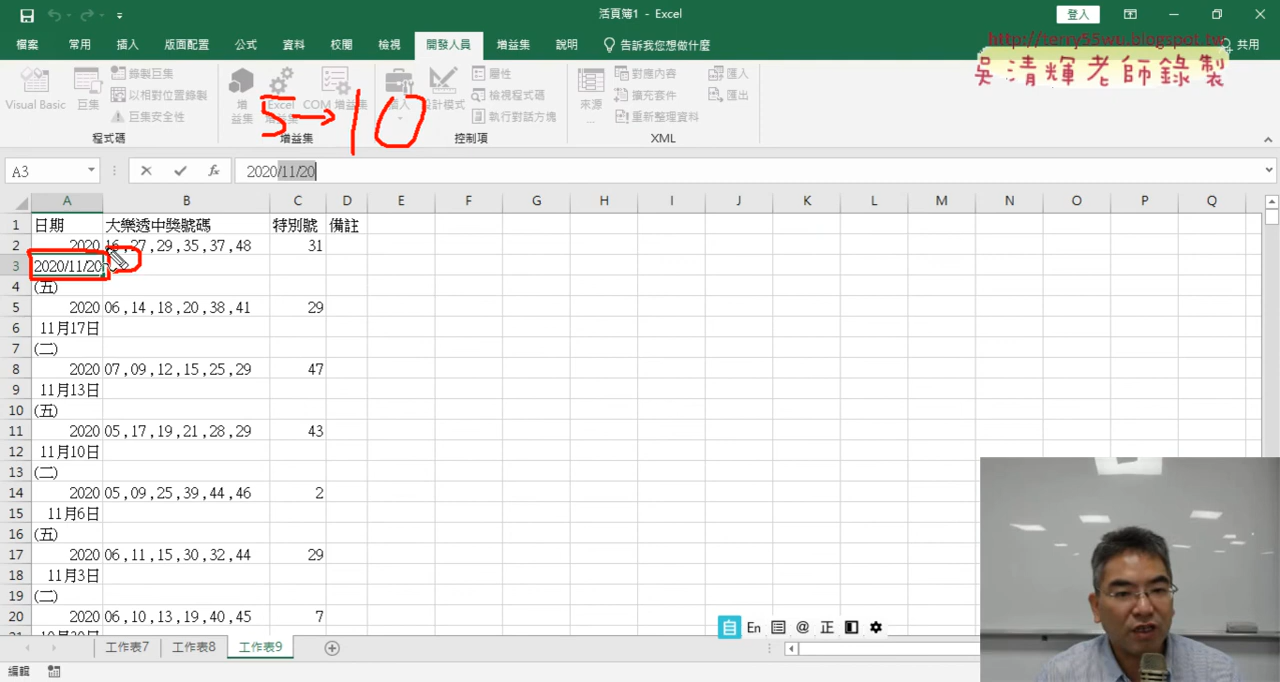 活頁簿1 - Excel
登入
檔案 常用 插入 版面配置 公式 資料 校閱 檢視 開發人員 增益集 說明 告訴我您想做什麼 共用
http://terry55wu.blogspot.tw
吳清輝老師錄製
Visual Basic 巨集 錄製巨集 以相對位置錄製 巨集安全性
增益集 Excel 增益集 COM 增益集
插入 設計模式 屬性 檢視程式碼 執行對話方塊
來源 對應內容 擴充套件 重新整理資料 匯入 匯出
程式碼 增益集 控制項 XML
5→10
A3 fx 2020/11/20
A B C D E F G H I J K L M N O P Q
1 日期 大樂透中獎號碼 特別號 備註
2 2020 16,27,29,35,37,48 31
3 2020/11/20
4 (五)
5 2020 06,14,18,20,38,41 29
6 11月17日
7 (二)
8 2020 07,09,12,15,25,29 47
9 11月13日
10 (五)
11 2020 05,17,19,21,28,29 43
12 11月10日
13 (二)
14 2020 05,09,25,39,44,46 2
15 11月6日
16 (五)
17 2020 06,11,15,30,32,44 29
18 11月3日
19 (二)
20 2020 06,10,13,19,40,45 7
En @ 正
工作表7 工作表8 工作表9
編輯